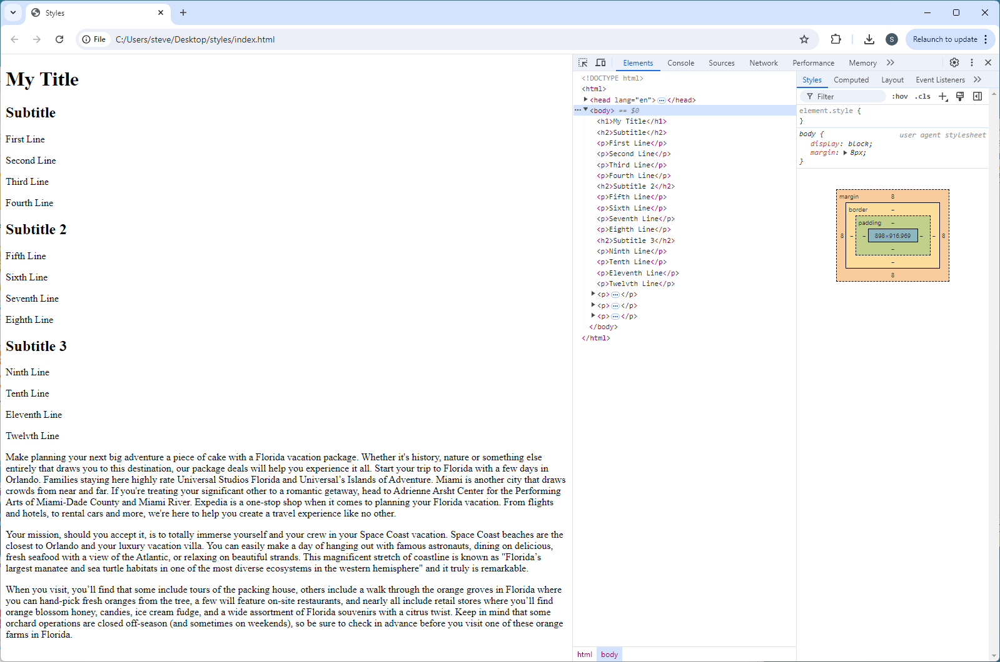 Styles
File C:/Users/steve/Desktop/styles/index.html
S
Relaunch to update
My Title
Subtitle
First Line
Second Line
Third Line
Fourth Line
Subtitle 2
Fifth Line
Sixth Line
Seventh Line
Eighth Line
Subtitle 3
Ninth Line
Tenth Line
Eleventh Line
Twelvth Line
Make planning your next big adventure a piece of cake with a Florida vacation package. Whether it's history, nature or something else
entirely that draws you to this destination, our package deals will help you experience it all. Start your trip to Florida with a few days in
Orlando. Families staying here highly rate Universal Studios Florida and Universal’s Islands of Adventure. Miami is another city that draws
crowds from near and far. If you're treating your significant other to a romantic getaway, head to Adrienne Arsht Center for the Performing
Arts of Miami-Dade County and Miami River. Expedia is a one-stop shop when it comes to planning your Florida vacation. From flights
and hotels, to rental cars and more, we're here to help you create a travel experience like no other.
Your mission, should you accept it, is to totally immerse yourself and your crew in your Space Coast vacation. Space Coast beaches are the
closest to Orlando and your luxury vacation villa. You can easily make a day of hanging out with famous astronauts, dining on delicious,
fresh seafood with a view of the Atlantic, or relaxing on beautiful strands. This magnificent stretch of coastline is known as "Florida’s
largest manatee and sea turtle habitats in one of the most diverse ecosystems in the western hemisphere" and it truly is remarkable.
When you visit, you’ll find that some include tours of the packing house, others include a walk through the orange groves in Florida where
you can hand-pick fresh oranges from the tree, a few will feature on-site restaurants, and nearly all include retail stores where you’ll find
orange blossom honey, candies, ice cream fudge, and a wide assortment of Florida souvenirs with a citrus twist. Keep in mind that some
orchard operations are closed off-season (and sometimes on weekends), so be sure to check in advance before you visit one of these orange
farms in Florida.
Elements Console Sources Network Performance Memory
<!DOCTYPE html>
<html>
<head lang="en"> … </head>
… <body> == $0
<h1>My Title</h1>
<h2>Subtitle</h2>
<p>First Line</p>
<p>Second Line</p>
<p>Third Line</p>
<p>Fourth Line</p>
<h2>Subtitle 2</h2>
<p>Fifth Line</p>
<p>Sixth Line</p>
<p>Seventh Line</p>
<p>Eighth Line</p>
<h2>Subtitle 3</h2>
<p>Ninth Line</p>
<p>Tenth Line</p>
<p>Eleventh Line</p>
<p>Twelvth Line</p>
<p> … </p>
<p> … </p>
<p> … </p>
</body>
</html>
html body
Styles Computed Layout Event Listeners
Filter :hov .cls
element.style {
}
body { user agent stylesheet
display: block;
margin: 8px;
}
margin 8
border –
padding –
8 – – 898×916.969 – – 8
–
–
8